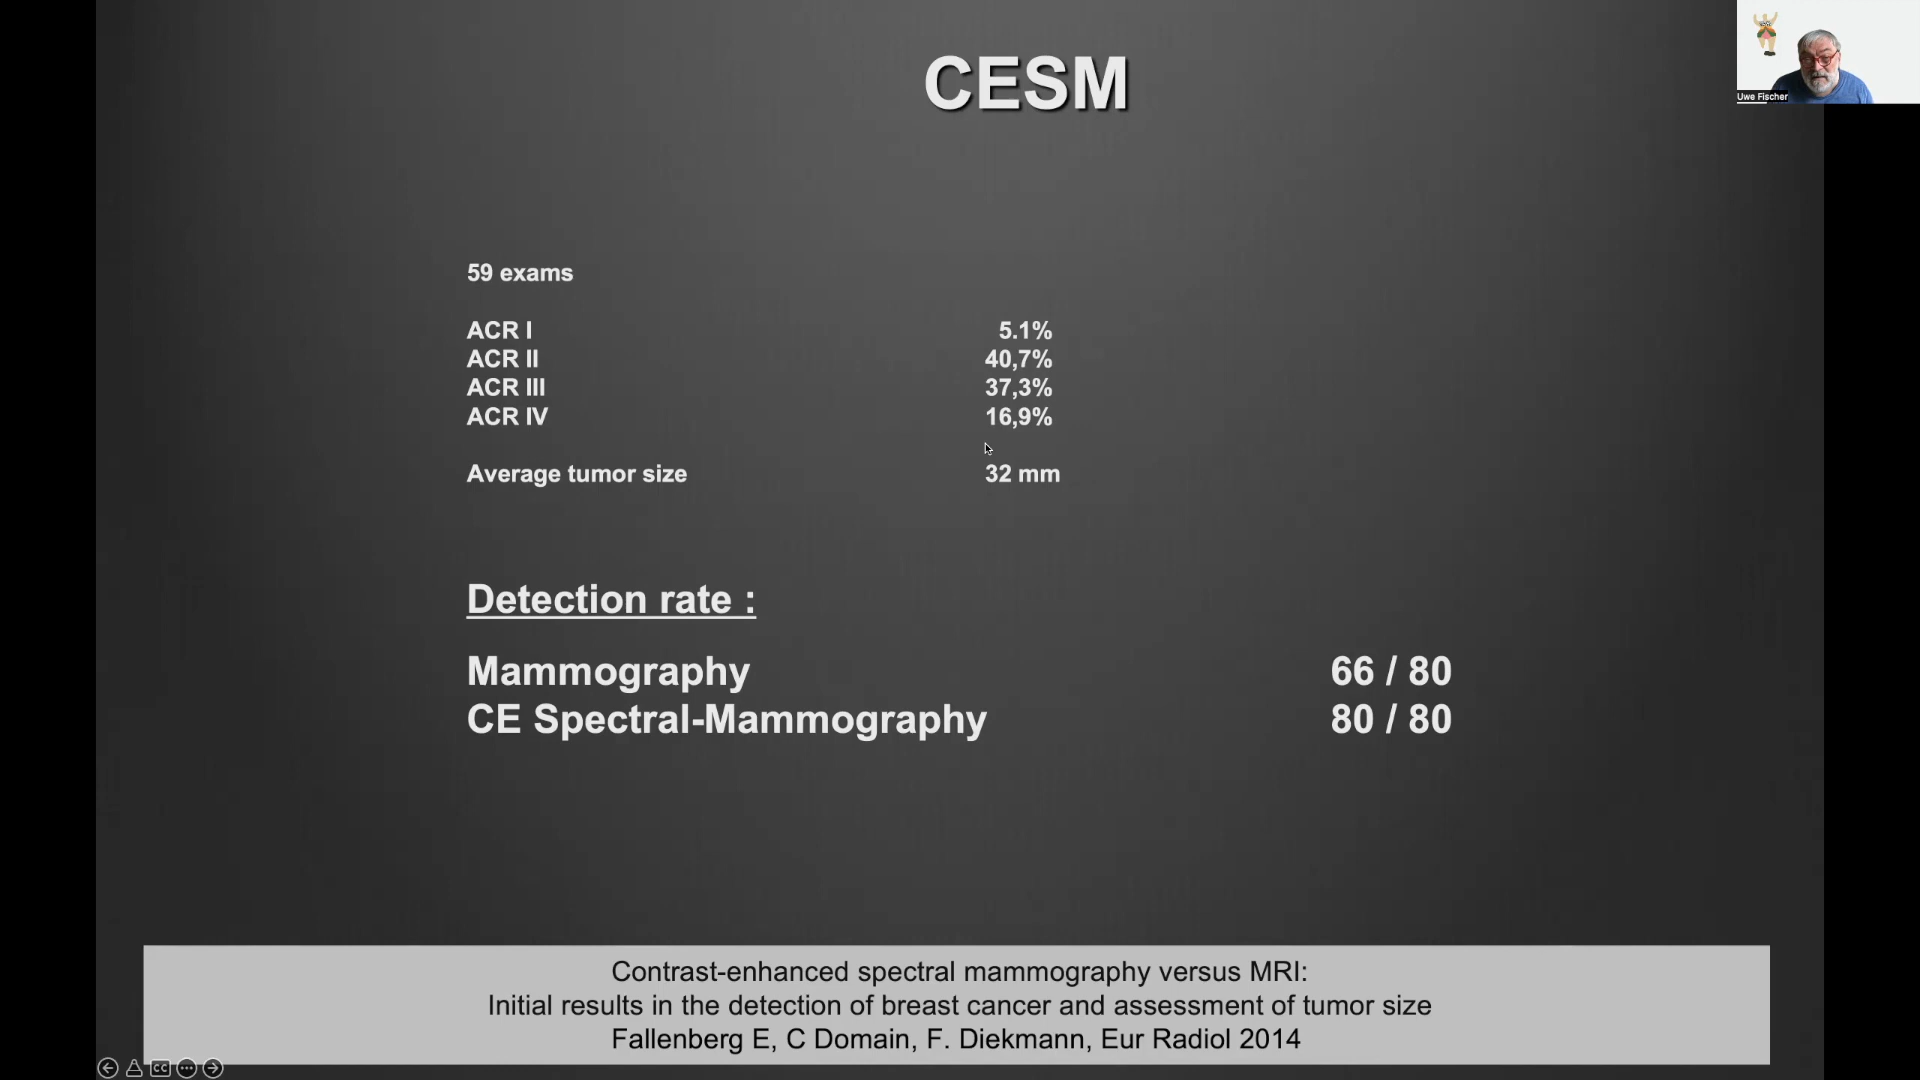 CESM
Uwe Fischer
59 exams
ACR I 5.1%
ACR II 40,7%
ACR III 37,3%
ACR IV 16,9%
Average tumor size 32 mm
Detection rate :
Mammography 66 / 80
CE Spectral-Mammography 80 / 80
Contrast-enhanced spectral mammography versus MRI:
Initial results in the detection of breast cancer and assessment of tumor size
Fallenberg E, C Domain, F. Diekmann, Eur Radiol 2014
CC